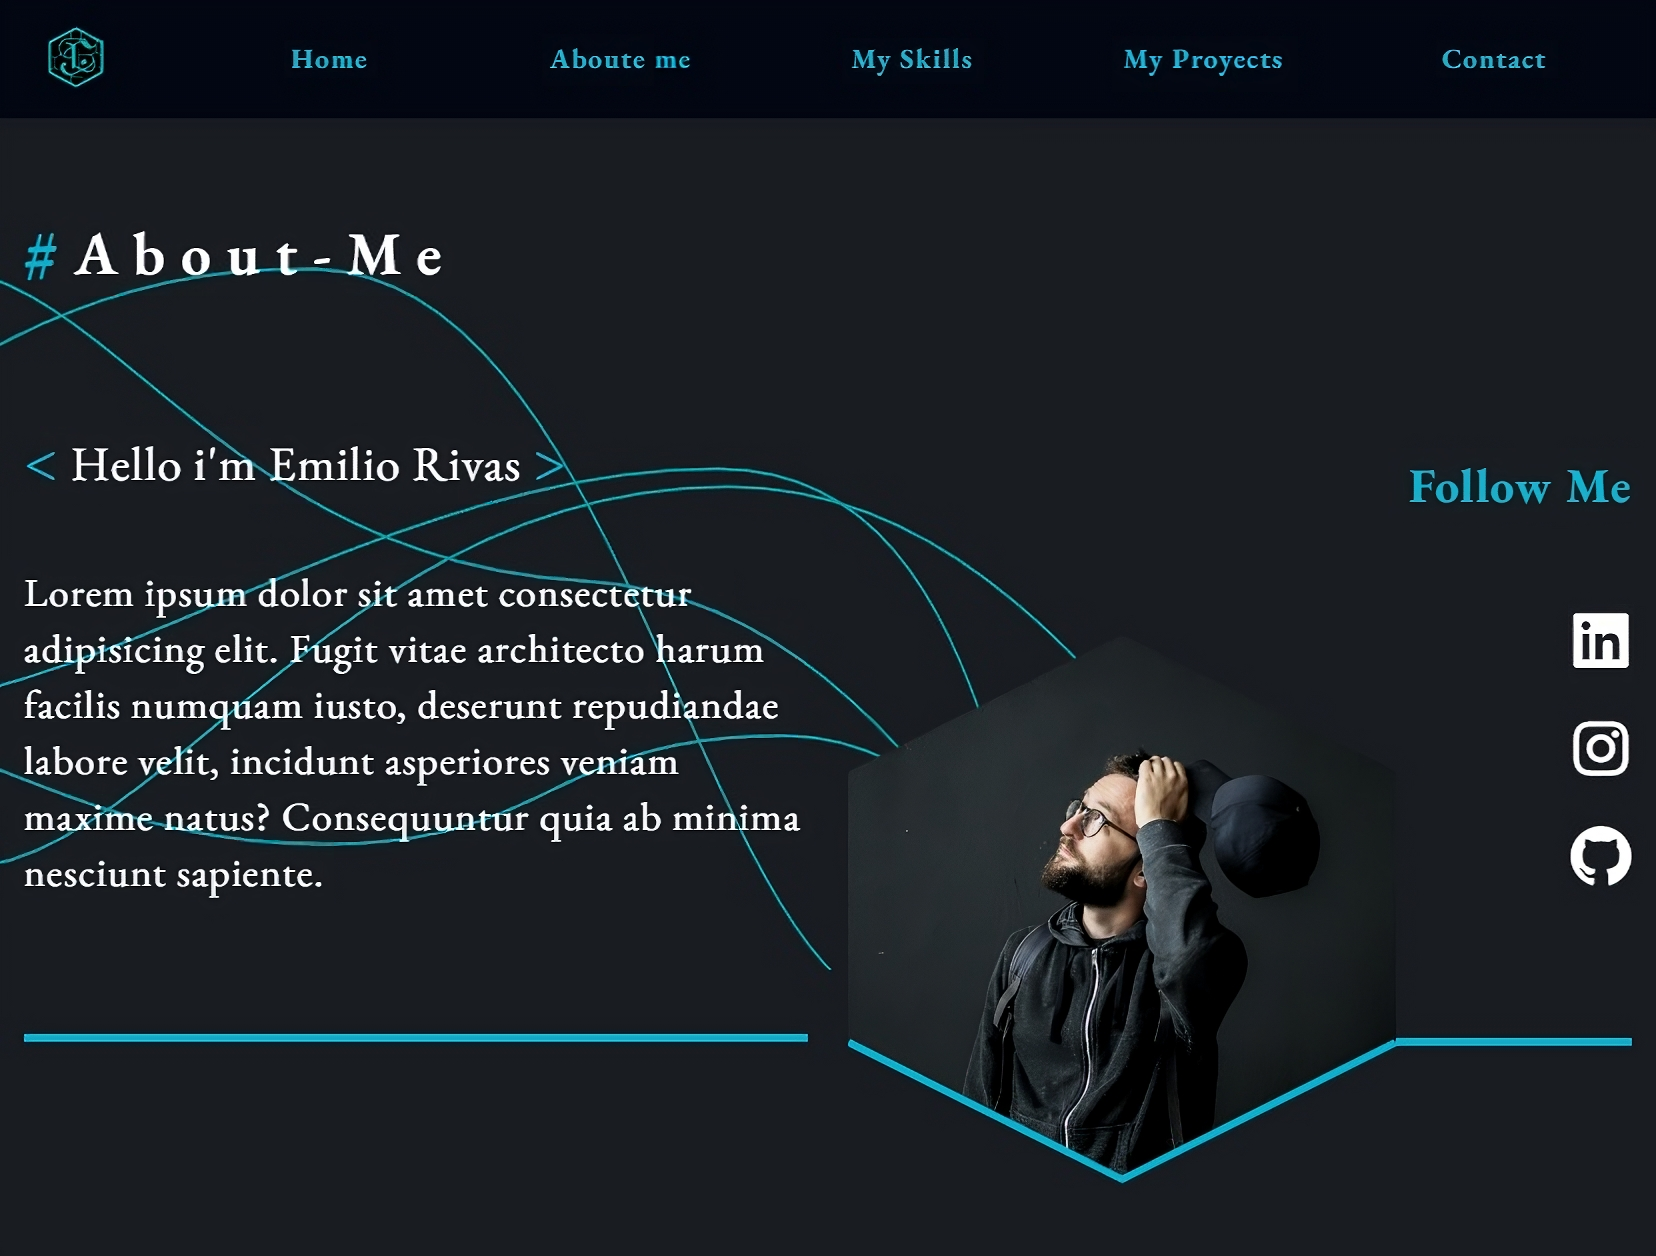 Home
Aboute me
My Skills
My Proyects
Contact
# About-Me
< Hello i'm Emilio Rivas >
Lorem ipsum dolor sit amet consectetur
adipisicing elit. Fugit vitae architecto harum
facilis numquam iusto, deserunt repudiandae
labore velit, incidunt asperiores veniam
maxime natus? Consequuntur quia ab minima
nesciunt sapiente.
Follow Me
in